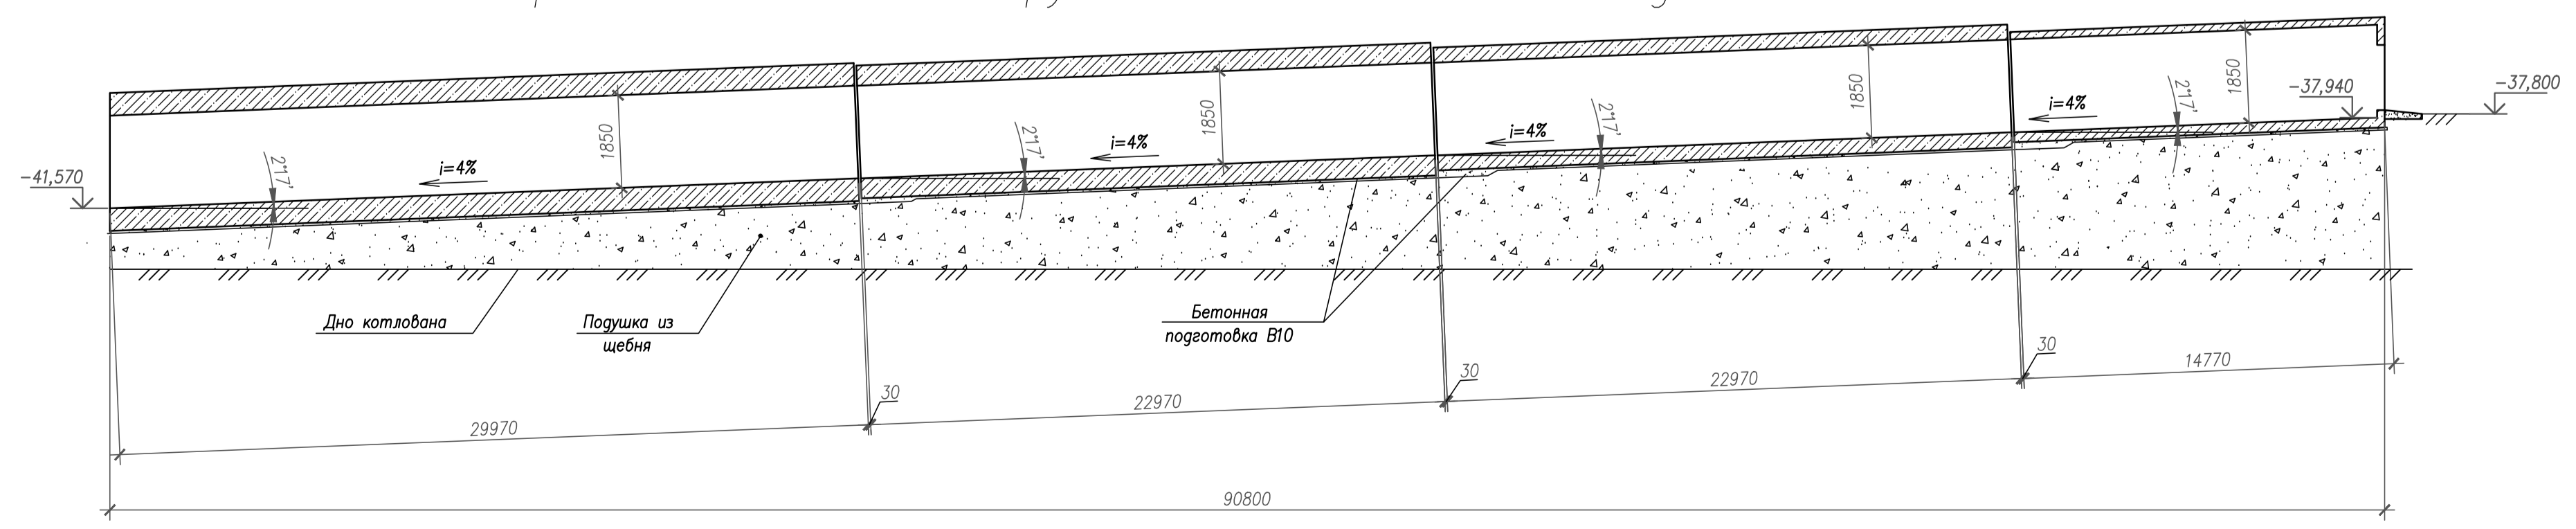 -37,800
-37,940
1850
2°17'
i=4%
1850
2°17'
i=4%
1850
2°17'
i=4%
1850
2°17'
i=4%
-41,570
Дно котлована
Подушка из
щебня
Бетонная
подготовка В10
30
30
30
14770
22970
22970
29970
90800